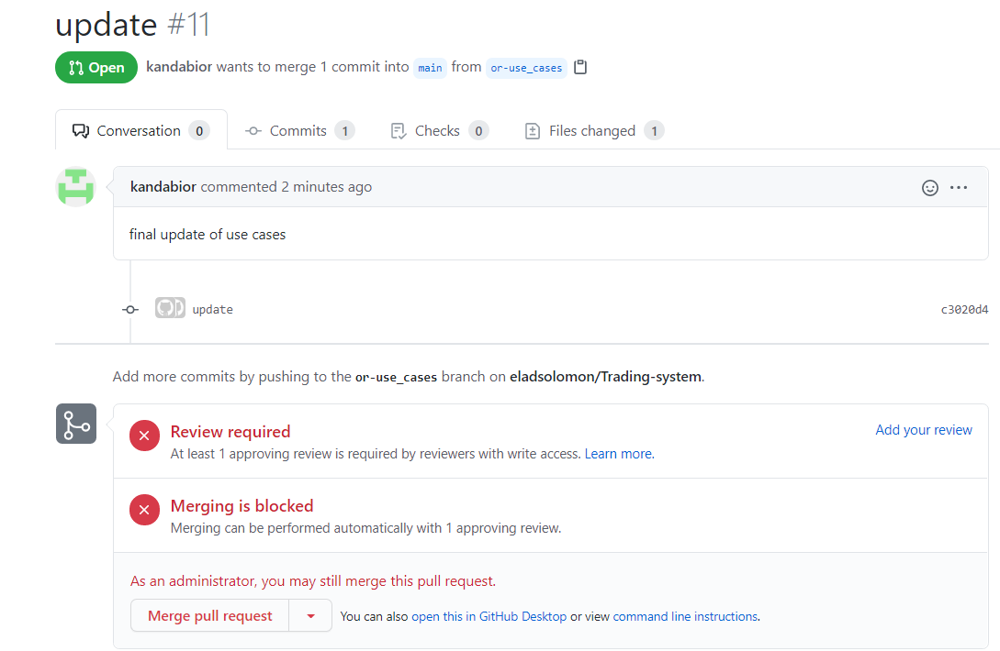 update #11
Open kandabior wants to merge 1 commit into main from or-use_cases
Conversation 0 Commits 1 Checks 0 Files changed 1
kandabior commented 2 minutes ago
final update of use cases
update c3020d4
Add more commits by pushing to the or-use_cases branch on eladsolomon/Trading-system.
Review required Add your review
At least 1 approving review is required by reviewers with write access. Learn more.
Merging is blocked
Merging can be performed automatically with 1 approving review.
As an administrator, you may still merge this pull request.
Merge pull request You can also open this in GitHub Desktop or view command line instructions.